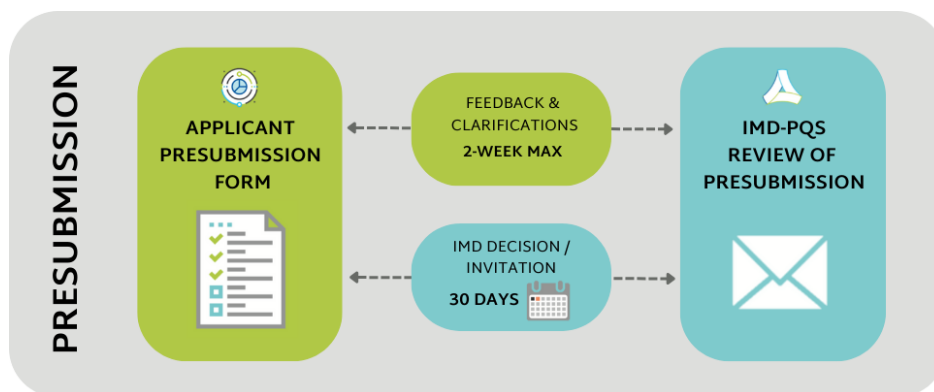 PRESUBMISSION
APPLICANT
PRESUBMISSION
FORM
FEEDBACK &
CLARIFICATIONS
2-WEEK MAX
IMD DECISION /
INVITATION
30 DAYS
IMD-PQS
REVIEW OF
PRESUBMISSION